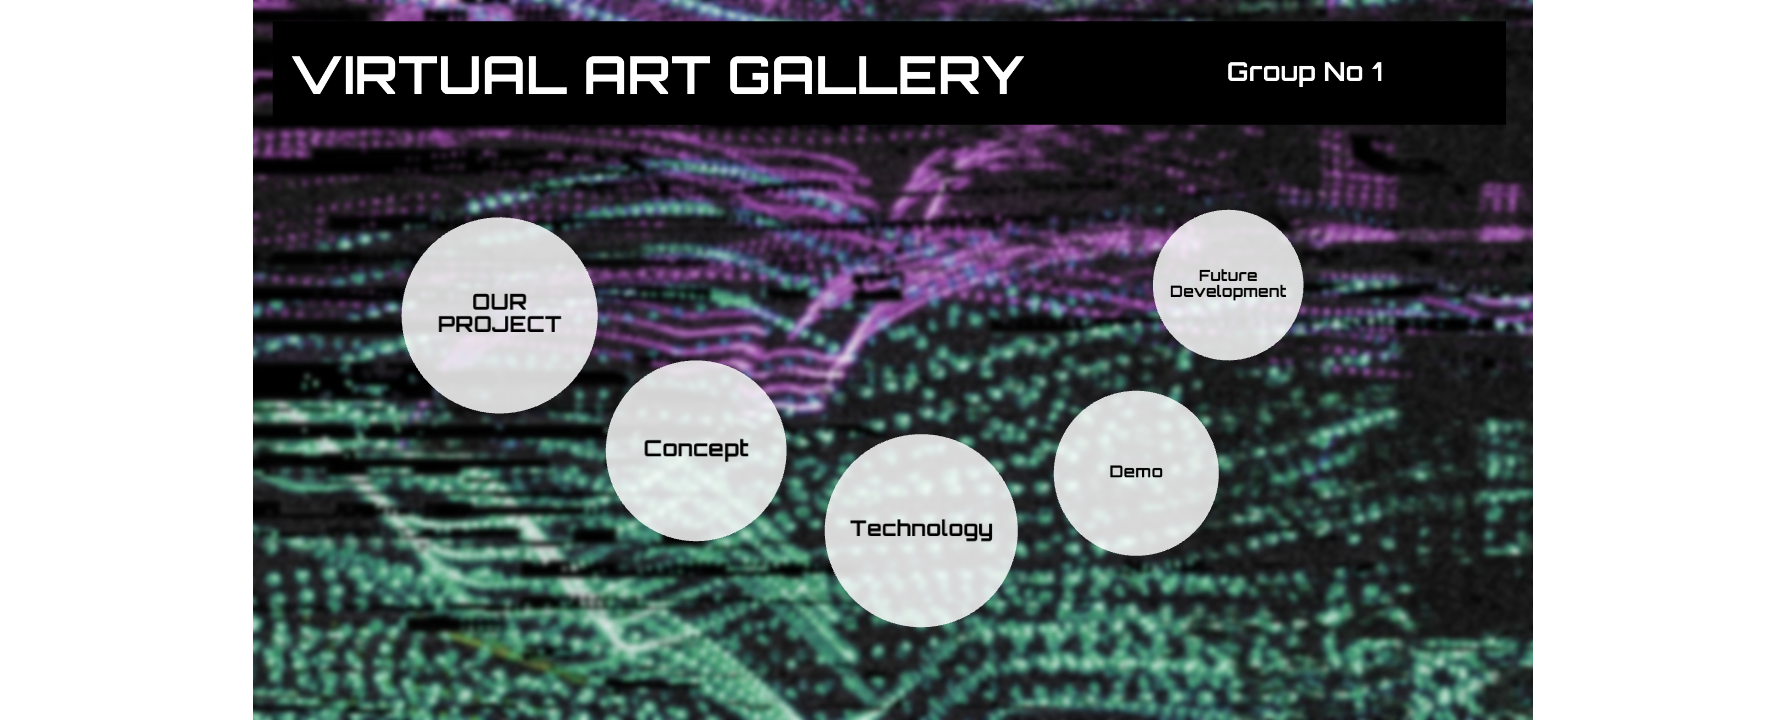 VIRTUAL ART GALLERY
Group No 1
OUR
PROJECT
Concept
Technology
Demo
Future
Development